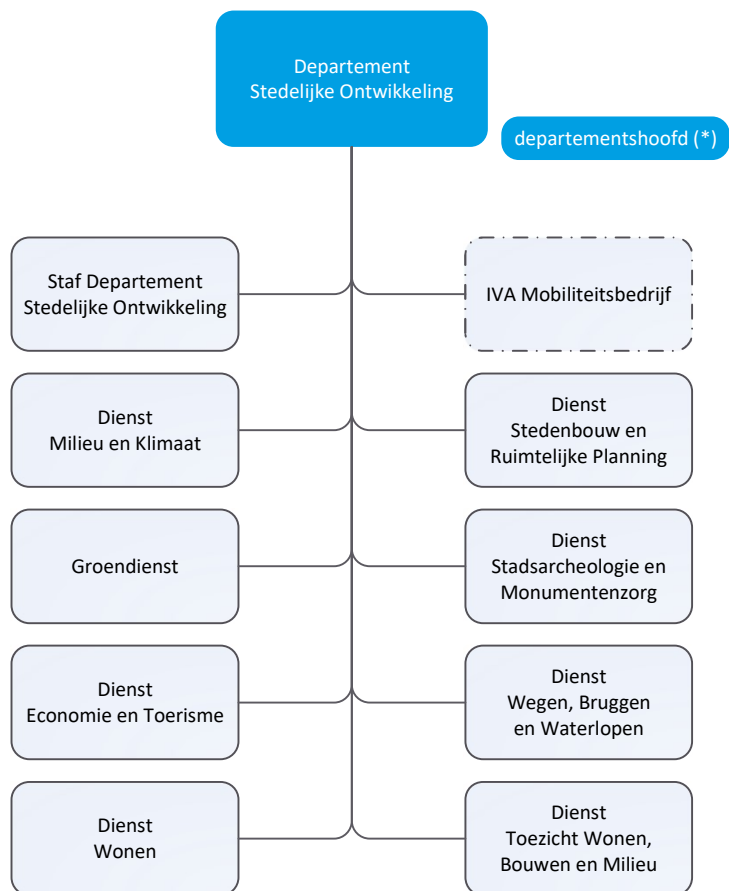 Departement
Stedelijke Ontwikkeling
departementshoofd (*)
Staf Departement
Stedelijke Ontwikkeling
IVA Mobiliteitsbedrijf
Dienst
Milieu en Klimaat
Dienst
Stedenbouw en
Ruimtelijke Planning
Groendienst
Dienst
Stadsarcheologie en
Monumentenzorg
Dienst
Economie en Toerisme
Dienst
Wegen, Bruggen
en Waterlopen
Dienst
Wonen
Dienst
Toezicht Wonen,
Bouwen en Milieu